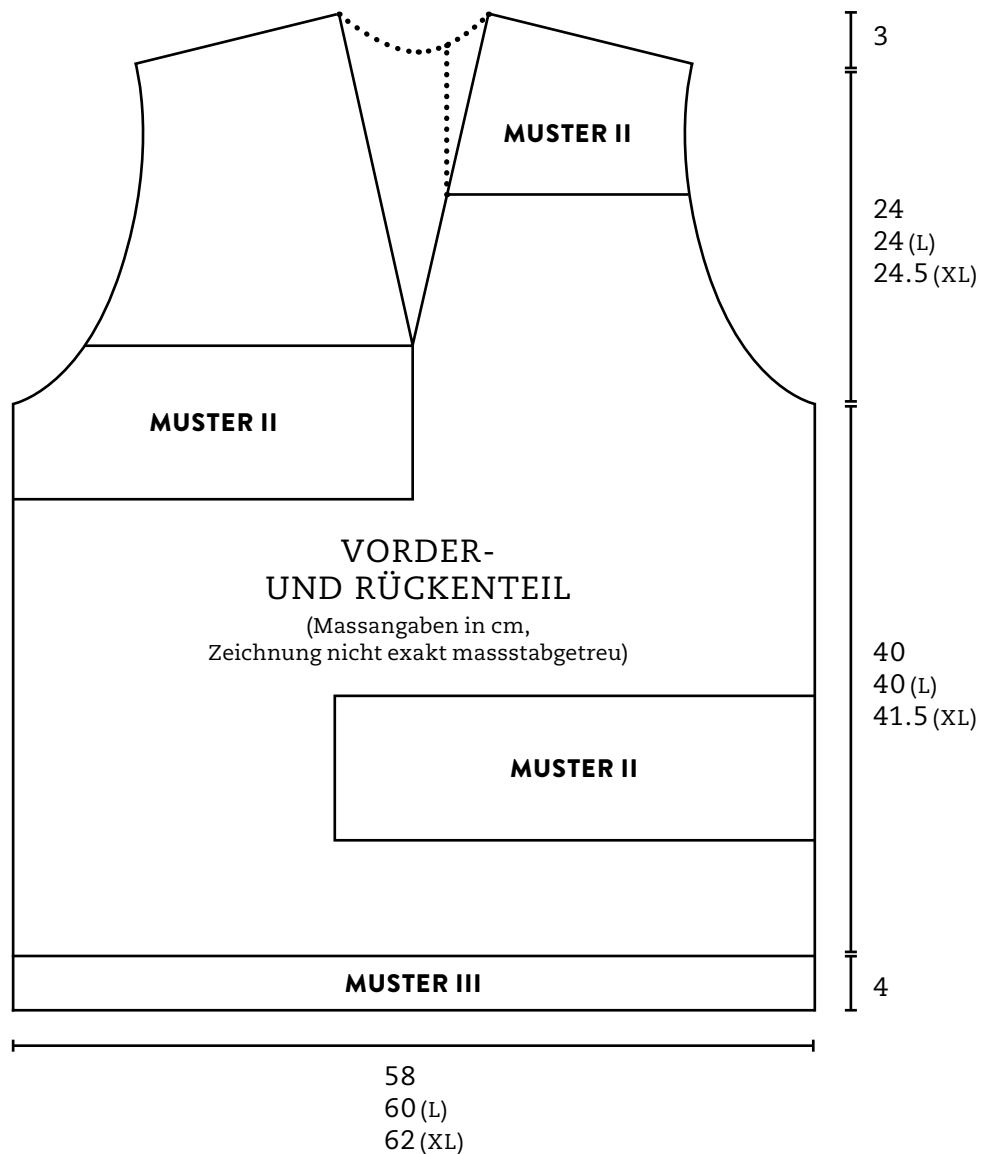 3
MUSTER II
24
24 (L)
24.5 (XL)
MUSTER II
VORDER-
UND RÜCKENTEIL
(Massangaben in cm,
Zeichnung nicht exakt massstabgetreu)
40
40 (L)
41.5 (XL)
MUSTER II
MUSTER III
4
58
60 (L)
62 (XL)